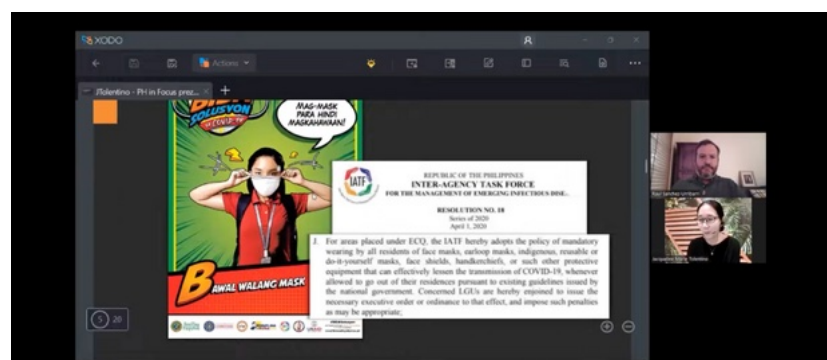 XODO
Actions
JTolentino - PH in Focus prez...
BIDA
SOLUSYON
COVID-19
MAG-MASK
PARA HINDI
MAGKAHAWAAN!
BAWAL WALANG MASK
IATF
REPUBLIC OF THE PHILIPPINES
INTER-AGENCY TASK FORCE
FOR THE MANAGEMENT OF EMERGING INFECTIOUS DISE..
RESOLUTION NO. 18
Series of 2020
April 1, 2020
J. For areas placed under ECQ, the IATF hereby adopts the policy of mandatory
wearing by all residents of face masks, earloop masks, indigenous, reusable or
do-it-yourself masks, face shields, handkerchiefs, or such other protective
equipment that can effectively lessen the transmission of COVID-19, whenever
allowed to go out of their residences pursuant to existing guidelines issued by
the national government. Concerned LGUs are hereby enjoined to issue the
necessary executive order or ordinance to that effect, and impose such penalties
as may be appropriate;
5 20
Tolentino